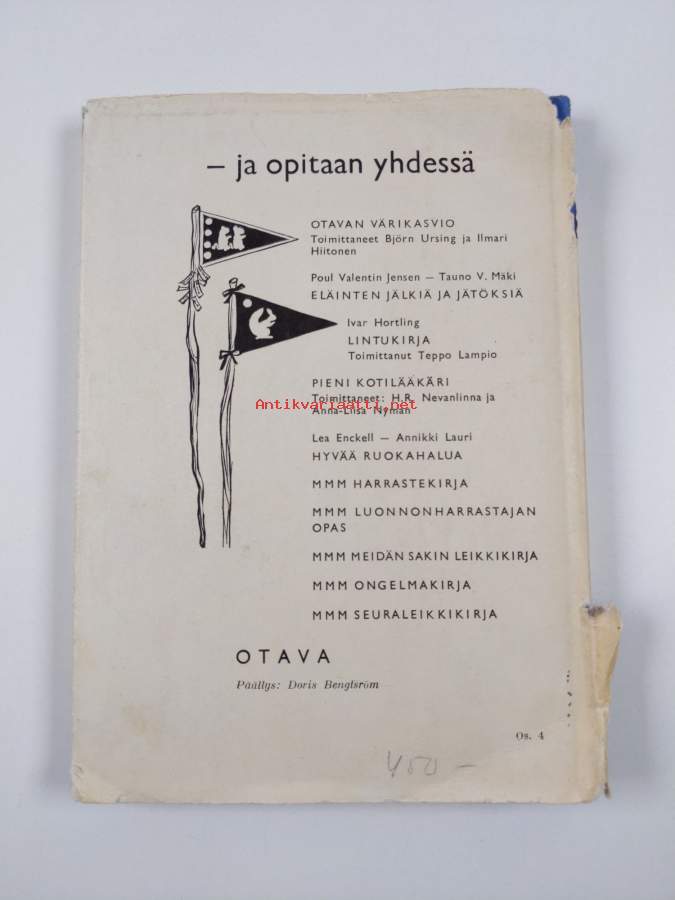 – ja opitaan yhdessä
OTAVAN VÄRIKASVIO
Toimittaneet Björn Ursing ja Ilmari
Hiitonen
Poul Valentin Jensen – Tauno V. Mäki
ELÄINTEN JÄLKIÄ JA JÄTÖKSIÄ
Ivar Hortling
LINTUKIRJA
Toimittanut Teppo Lampio
PIENI KOTILÄÄKÄRI
Toimittaneet: H.R. Nevanlinna ja
Antikvariaatti.net
Anna-Liisa Nyman
Lea Enckell – Annikki Lauri
HYVÄÄ RUOKAHALUA
MMM HARRASTEKIRJA
MMM LUONNONHARRASTAJAN
OPAS
MMM MEIDÄN SAKIN LEIKKIKIRJA
MMM ONGELMAKIRJA
MMM SEURALEIKKIKIRJA
OTAVA
Päällys: Doris Bengtsröm
Os. 4
450 –